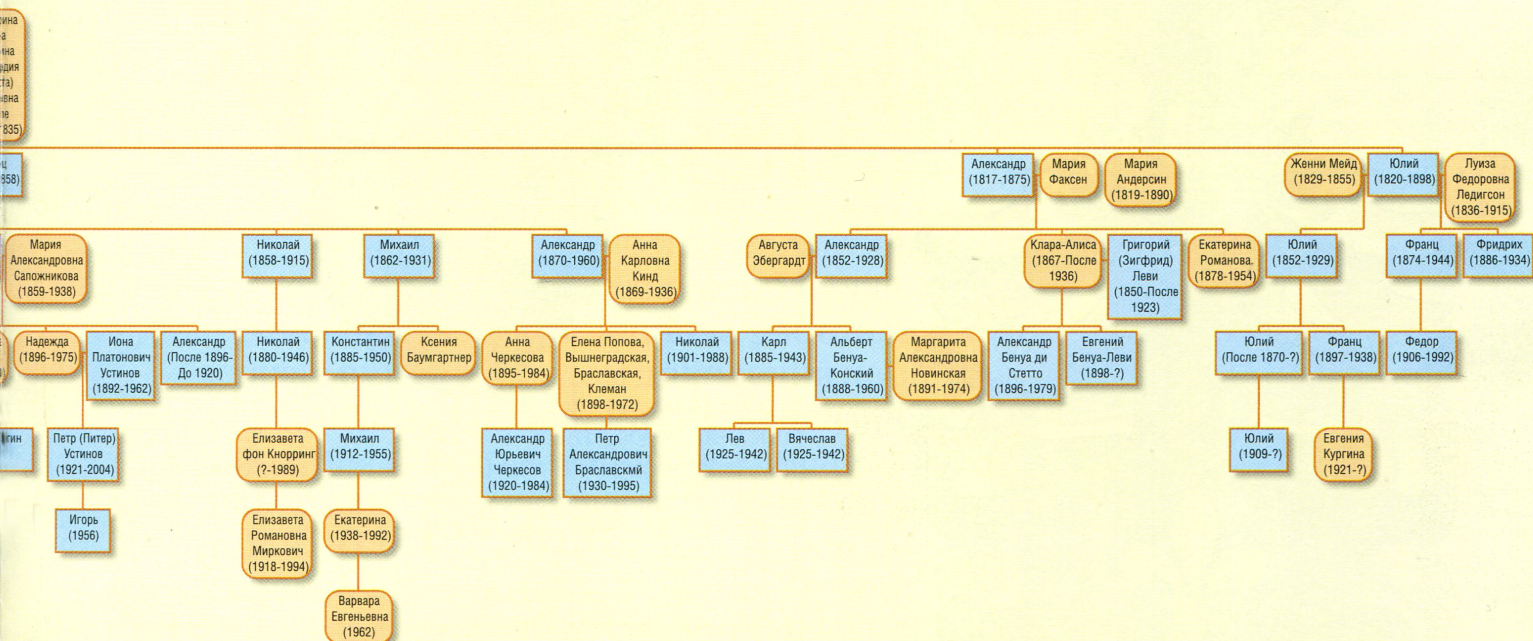 1835)
858)
Александр
(1817-1875)
Мария
Факсен
Мария
Андерсин
(1819-1890)
Женни Мейд
(1829-1855)
Юлий
(1820-1898)
Луиза
Федоровна
Ледигсон
(1836-1915)
Мария
Александровна
Саложникова
(1859-1938)
Николай
(1858-1915)
Михаил
(1862-1931)
Александр
(1870-1960)
Анна
Карловна
Кинд
(1869-1936)
Августа
Эбергардт
Александр
(1852-1928)
Клара-Алиса
(1867-После
1936)
Григорий
(Зигфрид)
Леви
(1850-После
1923)
Екатерина
Романова.
(1878-1954)
Юлий
(1852-1929)
Франц
(1874-1944)
Фридрих
(1886-1934)
Надежда
(1896-1975)
Иона
Платонович
Устинов
(1892-1962)
Александр
(После 1896-
До 1920)
Николай
(1880-1946)
Константин
(1885-1950)
Ксения
Баумгартнер
Анна
Черкесова
(1895-1984)
Елена Попова,
Вышнеградская,
Браславская,
Клеман
(1898-1972)
Николай
(1901-1988)
Карл
(1885-1943)
Альберт
Бенуа-
Конский
(1888-1960)
Маргарита
Александровна
Новинская
(1891-1974)
Александр
Бенуа ди
Стетто
(1896-1979)
Евгений
Бенуа-Леви
(1898-?)
Юлий
(После 1870-?)
Франц
(1897-1938)
Федор
(1906-1992)
Петр (Питер)
Устинов
(1921-2004)
Елизавета
фон Кнорринг
(?-1989)
Михаил
(1912-1955)
Александр
Юрьевич
Черкесов
(1920-1984)
Петр
Александрович
Браславскмй
(1930-1995)
Лев
(1925-1942)
Вячеслав
(1925-1942)
Юлий
(1909-?)
Евгения
Кургина
(1921-?)
Игорь
(1956)
Елизавета
Романовна
Миркович
(1918-1994)
Екатерина
(1938-1992)
Варвара
Евгеньевна
(1962)